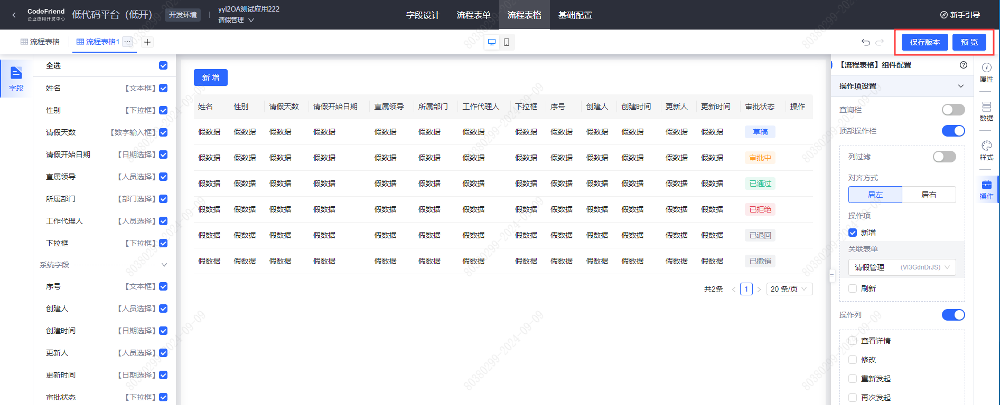 CodeFriend
企业应用开发中心
低代码平台（低开）
开发环境
yyl2OA测试应用222
请假管理
字段设计
流程表单
流程表格
基础配置
新手引导
流程表格
流程表格1
保存版本
预 览
字段
全选
姓名 【文本框】
性别 【下拉框】
请假天数 【数字输入框】
请假开始日期 【日期选择】
直属领导 【人员选择】
所属部门 【部门选择】
工作代理人 【人员选择】
下拉框 【下拉框】
系统字段
序号 【文本框】
创建人 【人员选择】
创建时间 【日期选择】
更新人 【人员选择】
更新时间 【日期选择】
审批状态 【下拉框】
新 增
姓名 性别 请假天数 请假开始日期 直属领导 所属部门 工作代理人 下拉框 序号 创建人 创建时间 更新人 更新时间 审批状态 操作
假数据 假数据 假数据 假数据 假数据 假数据 假数据 假数据 假数据 假数据 假数据 假数据 假数据 草稿
假数据 假数据 假数据 假数据 假数据 假数据 假数据 假数据 假数据 假数据 假数据 假数据 假数据 审批中
假数据 假数据 假数据 假数据 假数据 假数据 假数据 假数据 假数据 假数据 假数据 假数据 假数据 已通过
假数据 假数据 假数据 假数据 假数据 假数据 假数据 假数据 假数据 假数据 假数据 假数据 假数据 已拒绝
假数据 假数据 假数据 假数据 假数据 假数据 假数据 假数据 假数据 假数据 假数据 假数据 假数据 已退回
假数据 假数据 假数据 假数据 假数据 假数据 假数据 假数据 假数据 假数据 假数据 假数据 假数据 已撤销
共2条 < 1 > 20 条/页
【流程表格】组件配置
操作项设置
查询栏
顶部操作栏
列过滤
对齐方式
居左 居右
操作项
新增
关联表单
请假管理 (VI3GdnDrJS)
刷新
操作列
查看详情
修改
重新发起
再次发起
属性
数据
样式
操作
80380299-2024-09-09
80380299-2024-09-09
80380299-2024-09-09
80380299-2024-09-09
80380299-2024-09-09
80380299-2024-09-09